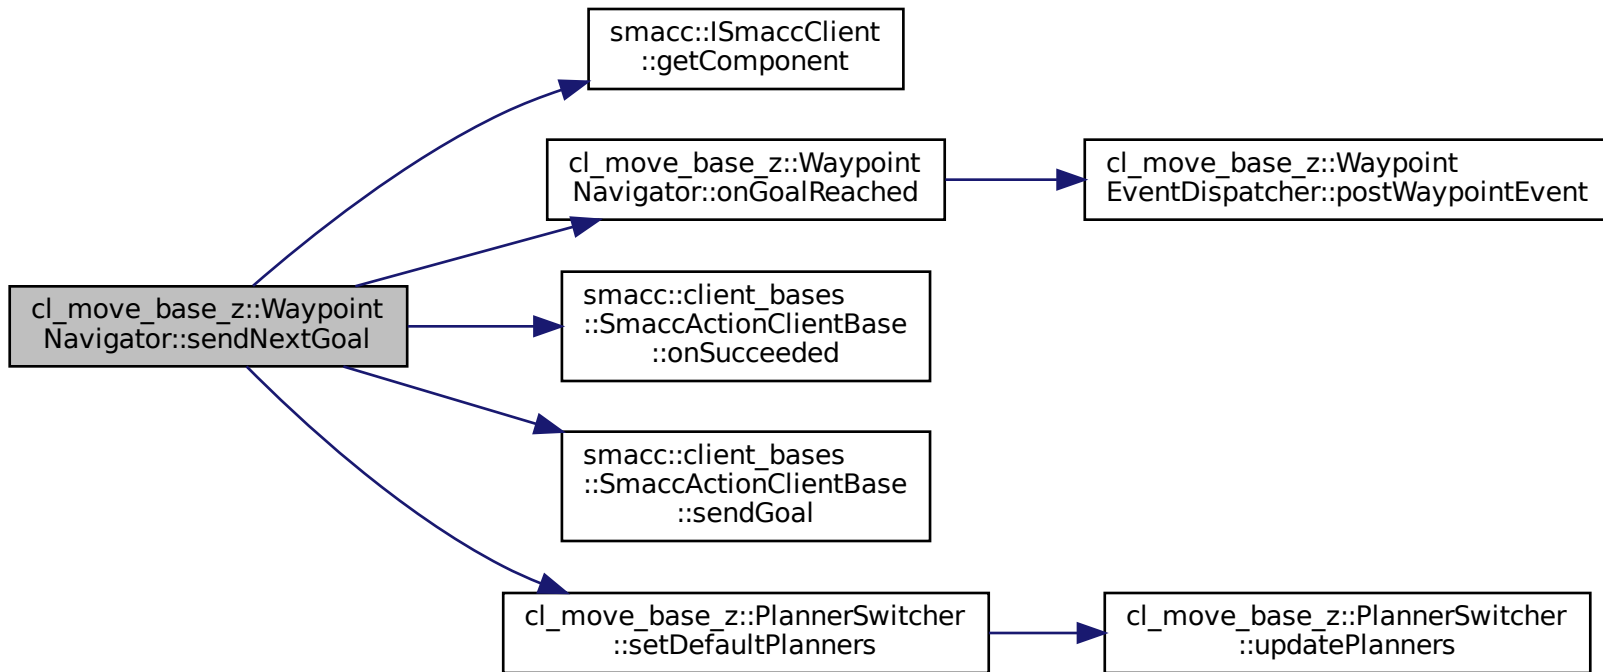 smacc::ISmaccClient
::getComponent
cl_move_base_z::Waypoint
Navigator::onGoalReached
cl_move_base_z::Waypoint
EventDispatcher::postWaypointEvent
cl_move_base_z::Waypoint
Navigator::sendNextGoal
smacc::client_bases
::SmaccActionClientBase
::onSucceeded
smacc::client_bases
::SmaccActionClientBase
::sendGoal
cl_move_base_z::PlannerSwitcher
::setDefaultPlanners
cl_move_base_z::PlannerSwitcher
::updatePlanners